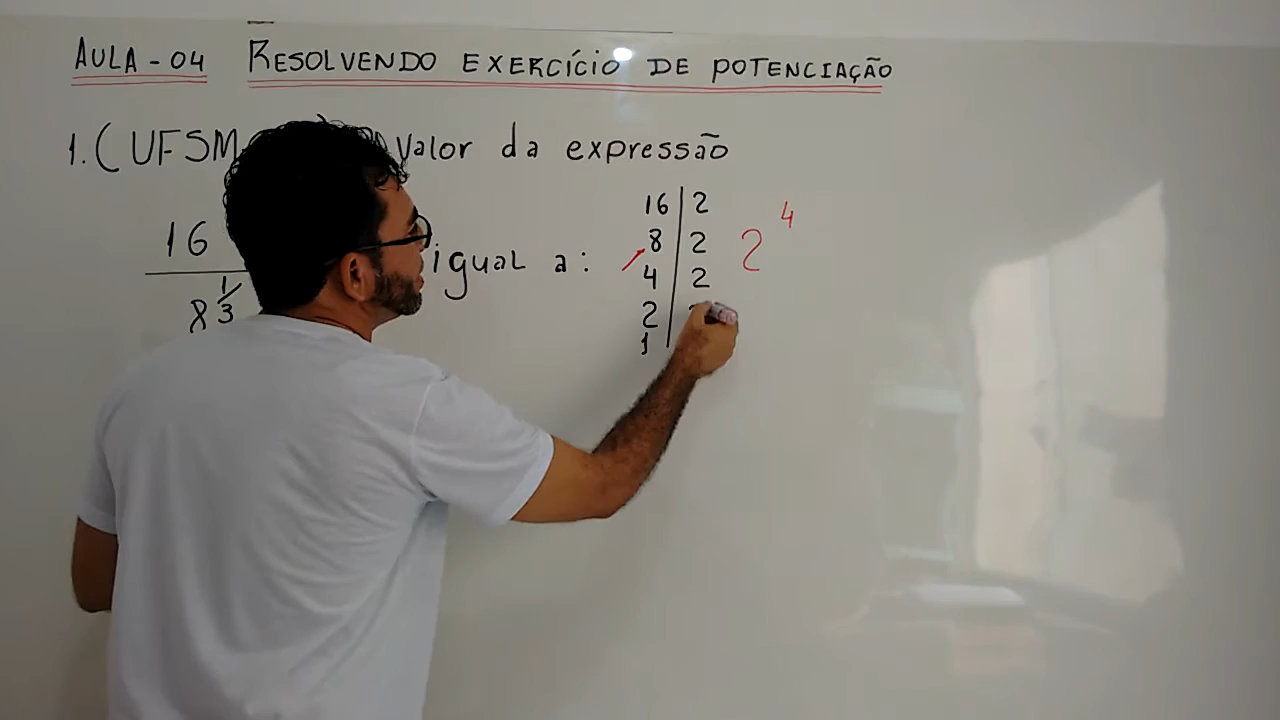 AULA - 04 RESOLVENDO EXERCÍCIO DE POTENCIAÇÃO
1. ( UFSM valor da expressão
16
8 1/3
igual a:
16 | 2
8 | 2
4 | 2
2
1
2 4